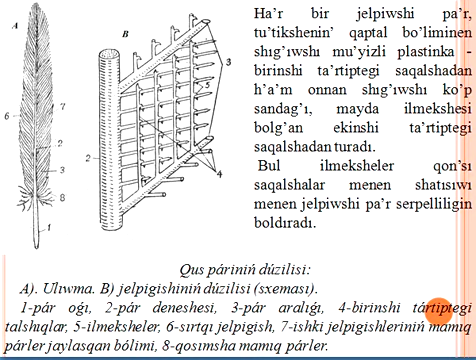 A
B
Ha'r bir jelpiwshi pa'r,
tu'tikshenin' qaptal bo'liminen
shıg'ıwshı mu'yizli plastinka -
birinshi ta'rtiptegi saqalshadan
h'a'm onnan shıg'ıwshı ko'p
sandag'ı, mayda ilmekshesi
bolg'an ekinshi ta'rtiptegi
saqalshadan turadı.
Bul ilmeksheler qon'sı
saqalshalar menen shatısıwı
menen jelpiwshi pa'r serpelliligin
boldıradı.
3
5
6
7
2
2
3
4
8
1
Qus páriniń dúzilisi:
A). Ulıwma. B) jelpigishiniń dúzilisi (sxeması).
1-pár oǵı, 2-pár deneshesi, 3-pár aralıǵı, 4-birinshi tártiptegi
talshıqlar, 5-ilmeksheler, 6-sırtqı jelpigish, 7-ishki jelpigishleriniń mamıq
párler jaylasqan bólimi, 8-qosımsha mamıq párler.